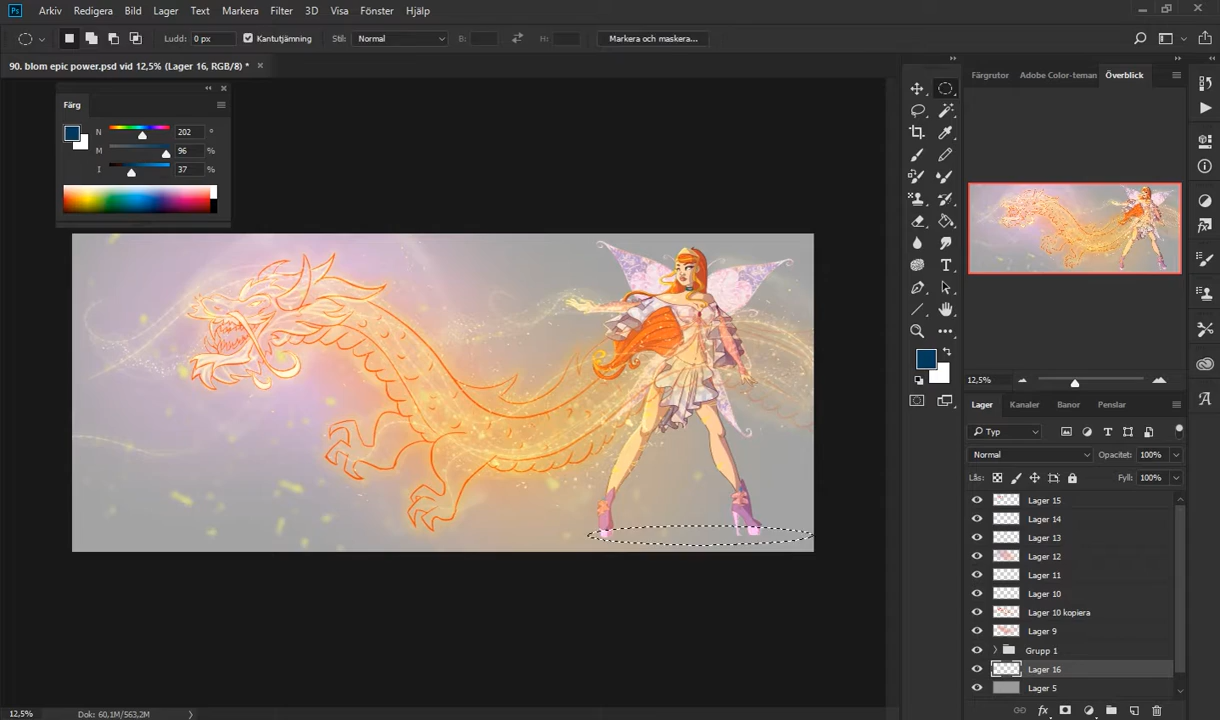 Ps Arkiv Redigera Bild Lager Text Markera Filter 3D Visa Fönster Hjälp
Ludd: 0 px Kantutjämning Stil: Normal B: H: Markera och maskera...
90. blom epic power.psd vid 12,5% (Lager 16, RGB/8) * ×
Färgrutor Adobe Color-teman Överblick
Färg
N 202 °
M 96 %
I 37 %
12,5%
Lager Kanaler Banor Penslar
Typ
Normal Opacitet: 100%
Lås: Fyll: 100%
Lager 15
Lager 14
Lager 13
Lager 12
Lager 11
Lager 10
Lager 10 kopiera
Lager 9
Grupp 1
Lager 16
Lager 5
12,5% Dok: 60,1M/563,2M